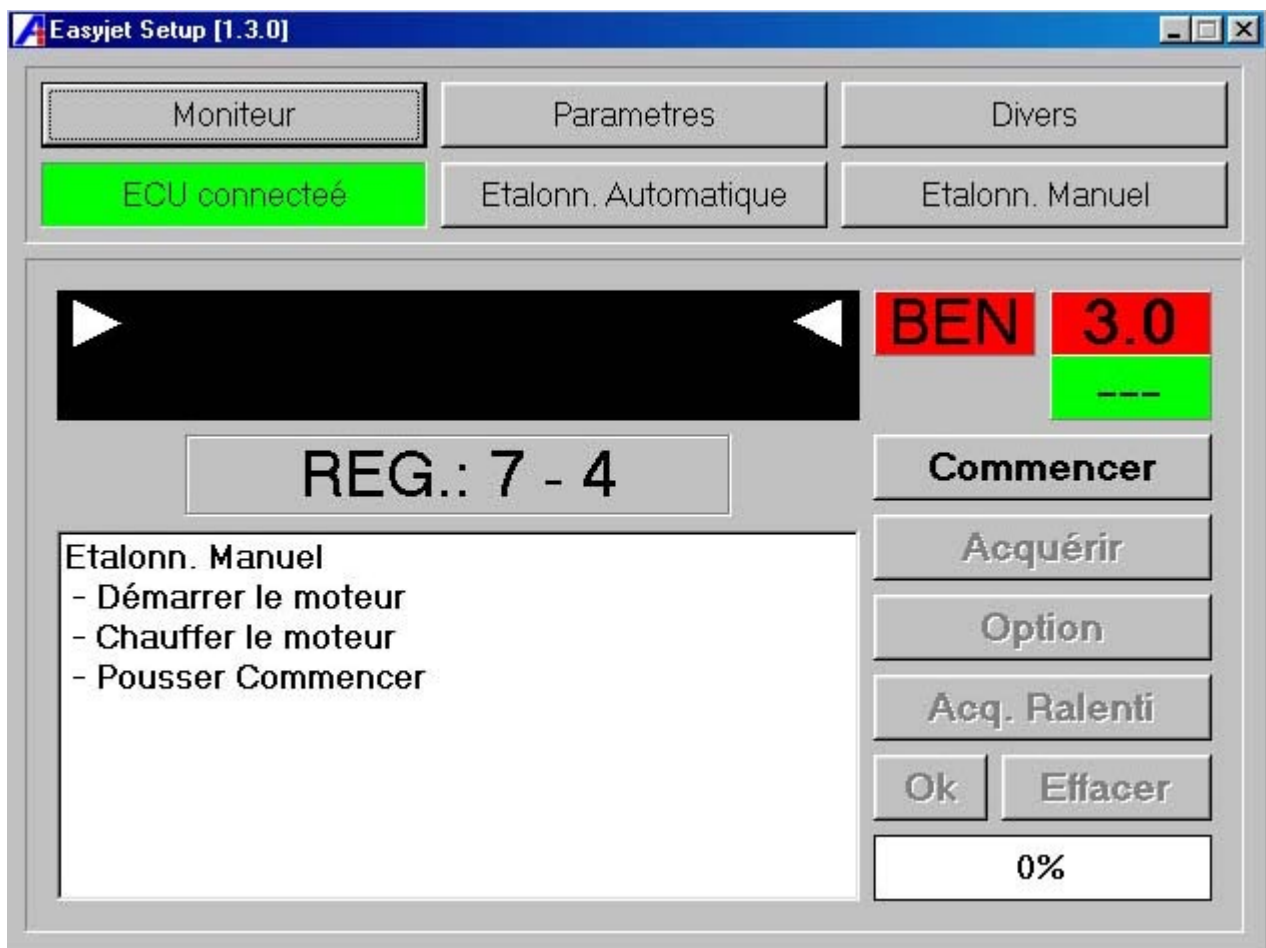 Easyjet Setup [1.3.0]
Moniteur
Parametres
Divers
ECU connecteé
Etalonn. Automatique
Etalonn. Manuel
BEN
3.0
---
REG.: 7 - 4
Commencer
Etalonn. Manuel
- Démarrer le moteur
- Chauffer le moteur
- Pousser Commencer
Acquérir
Option
Acq. Ralenti
Ok
Effacer
0%